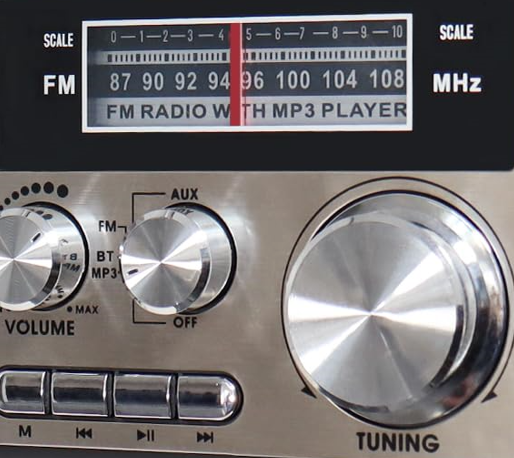 SCALE 0—1—2—3—4 5—6—7—8—9—10 SCALE
FM 87 90 92 94 96 100 104 108 MHz
FM RADIO W TH MP3 PLAYER
AUX
FM
BT
MP3
OFF
MAX
VOLUME
M
TUNING